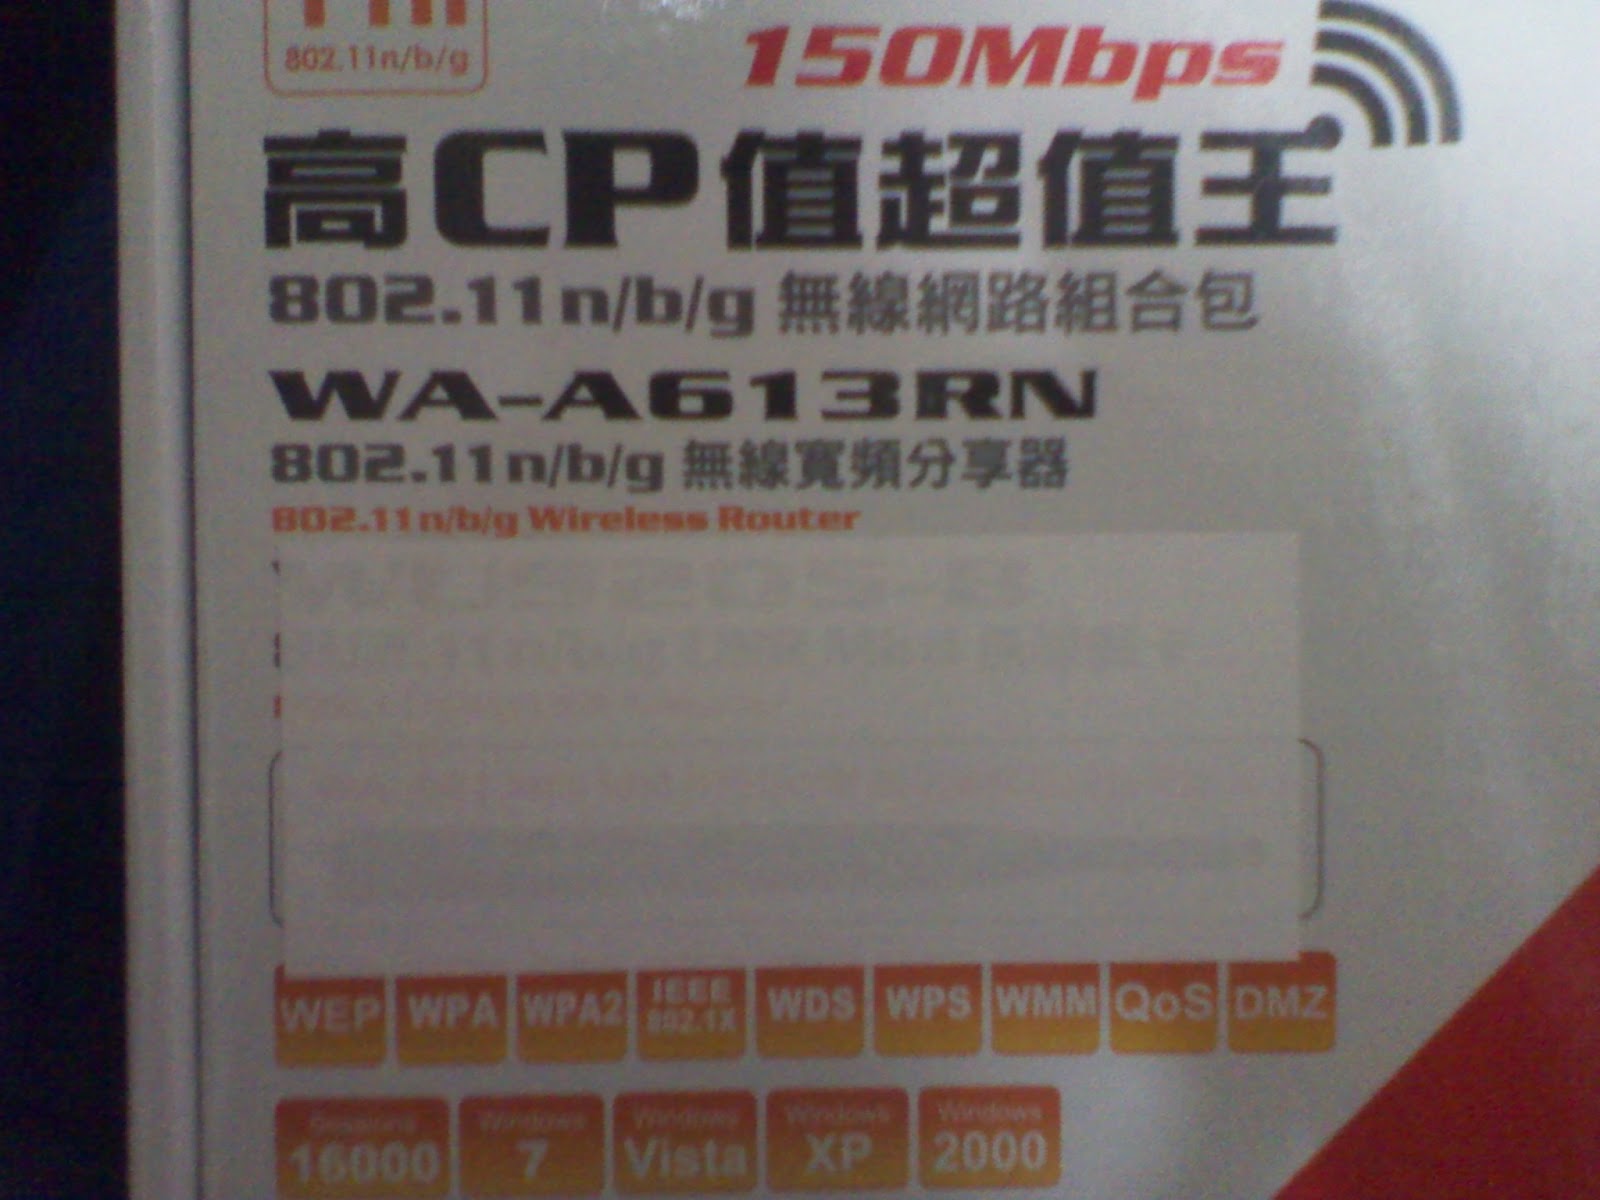 802.11n/b/g
150Mbps
高CP值超值王
802.11n/b/g 無線網路組合包
WA-A613RN
802.11n/b/g 無線寬頻分享器
802.11n/b/g Wireless Router
WEP WPA WPA2 IEEE 802.1X WDS WPS WMM QoS DMZ
Sessions 16000 Windows 7 Windows Vista Windows XP Windows 2000